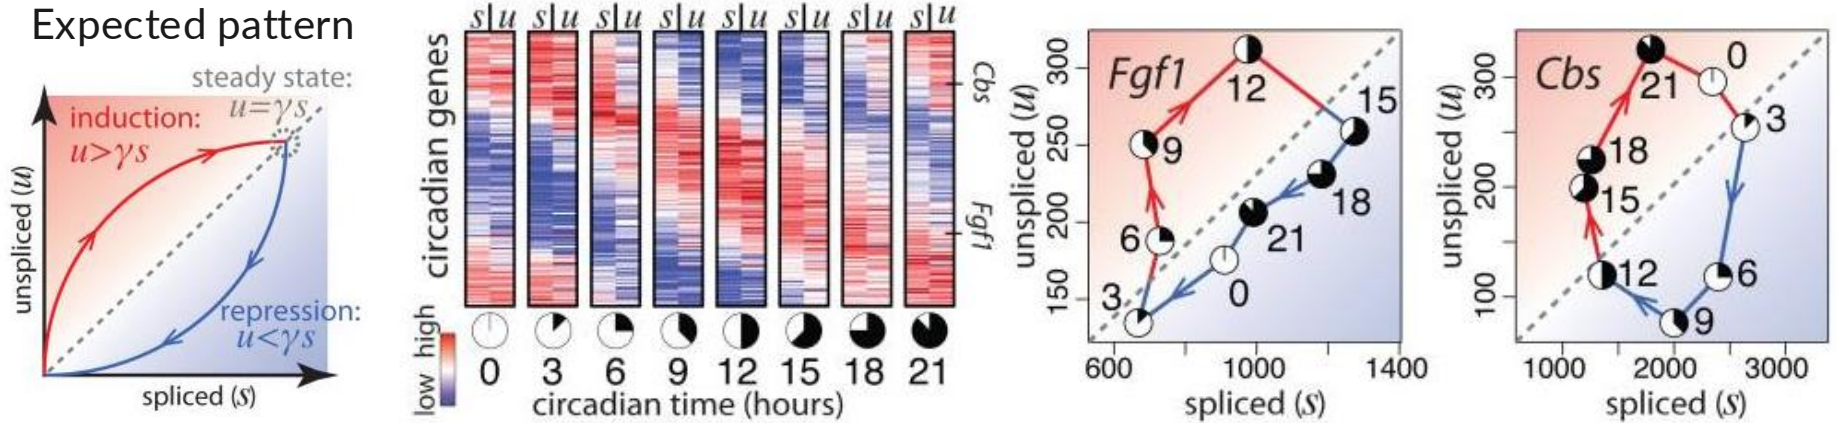 Expected pattern
steady state:
u=γs
induction:
u>γs
repression:
u<γs
unspliced (u)
spliced (s)
s|u s|u s|u s|u s|u s|u s|u s|u
circadian genes
Cbs
Fgf1
low high
0 3 6 9 12 15 18 21
circadian time (hours)
Fgf1
unspliced (u)
300
250
200
150
12
15
9
18
6
21
0
3
600 1000 1400
spliced (s)
Cbs
unspliced (u)
300
200
100
21
0
3
18
15
12
6
9
1000 2000 3000
spliced (s)